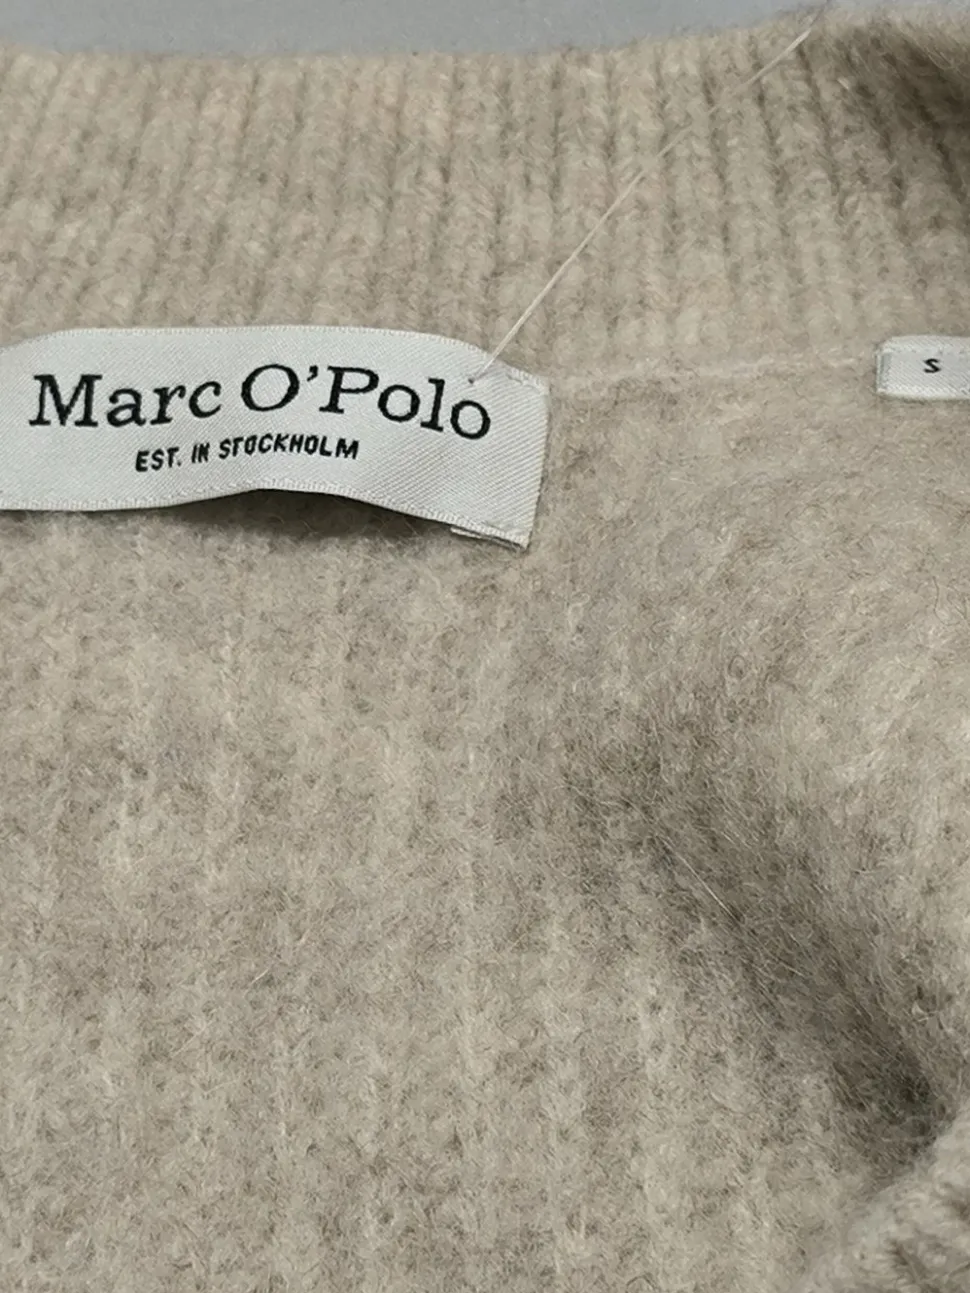 Marc O'Polo
EST. IN STOCKHOLM
S